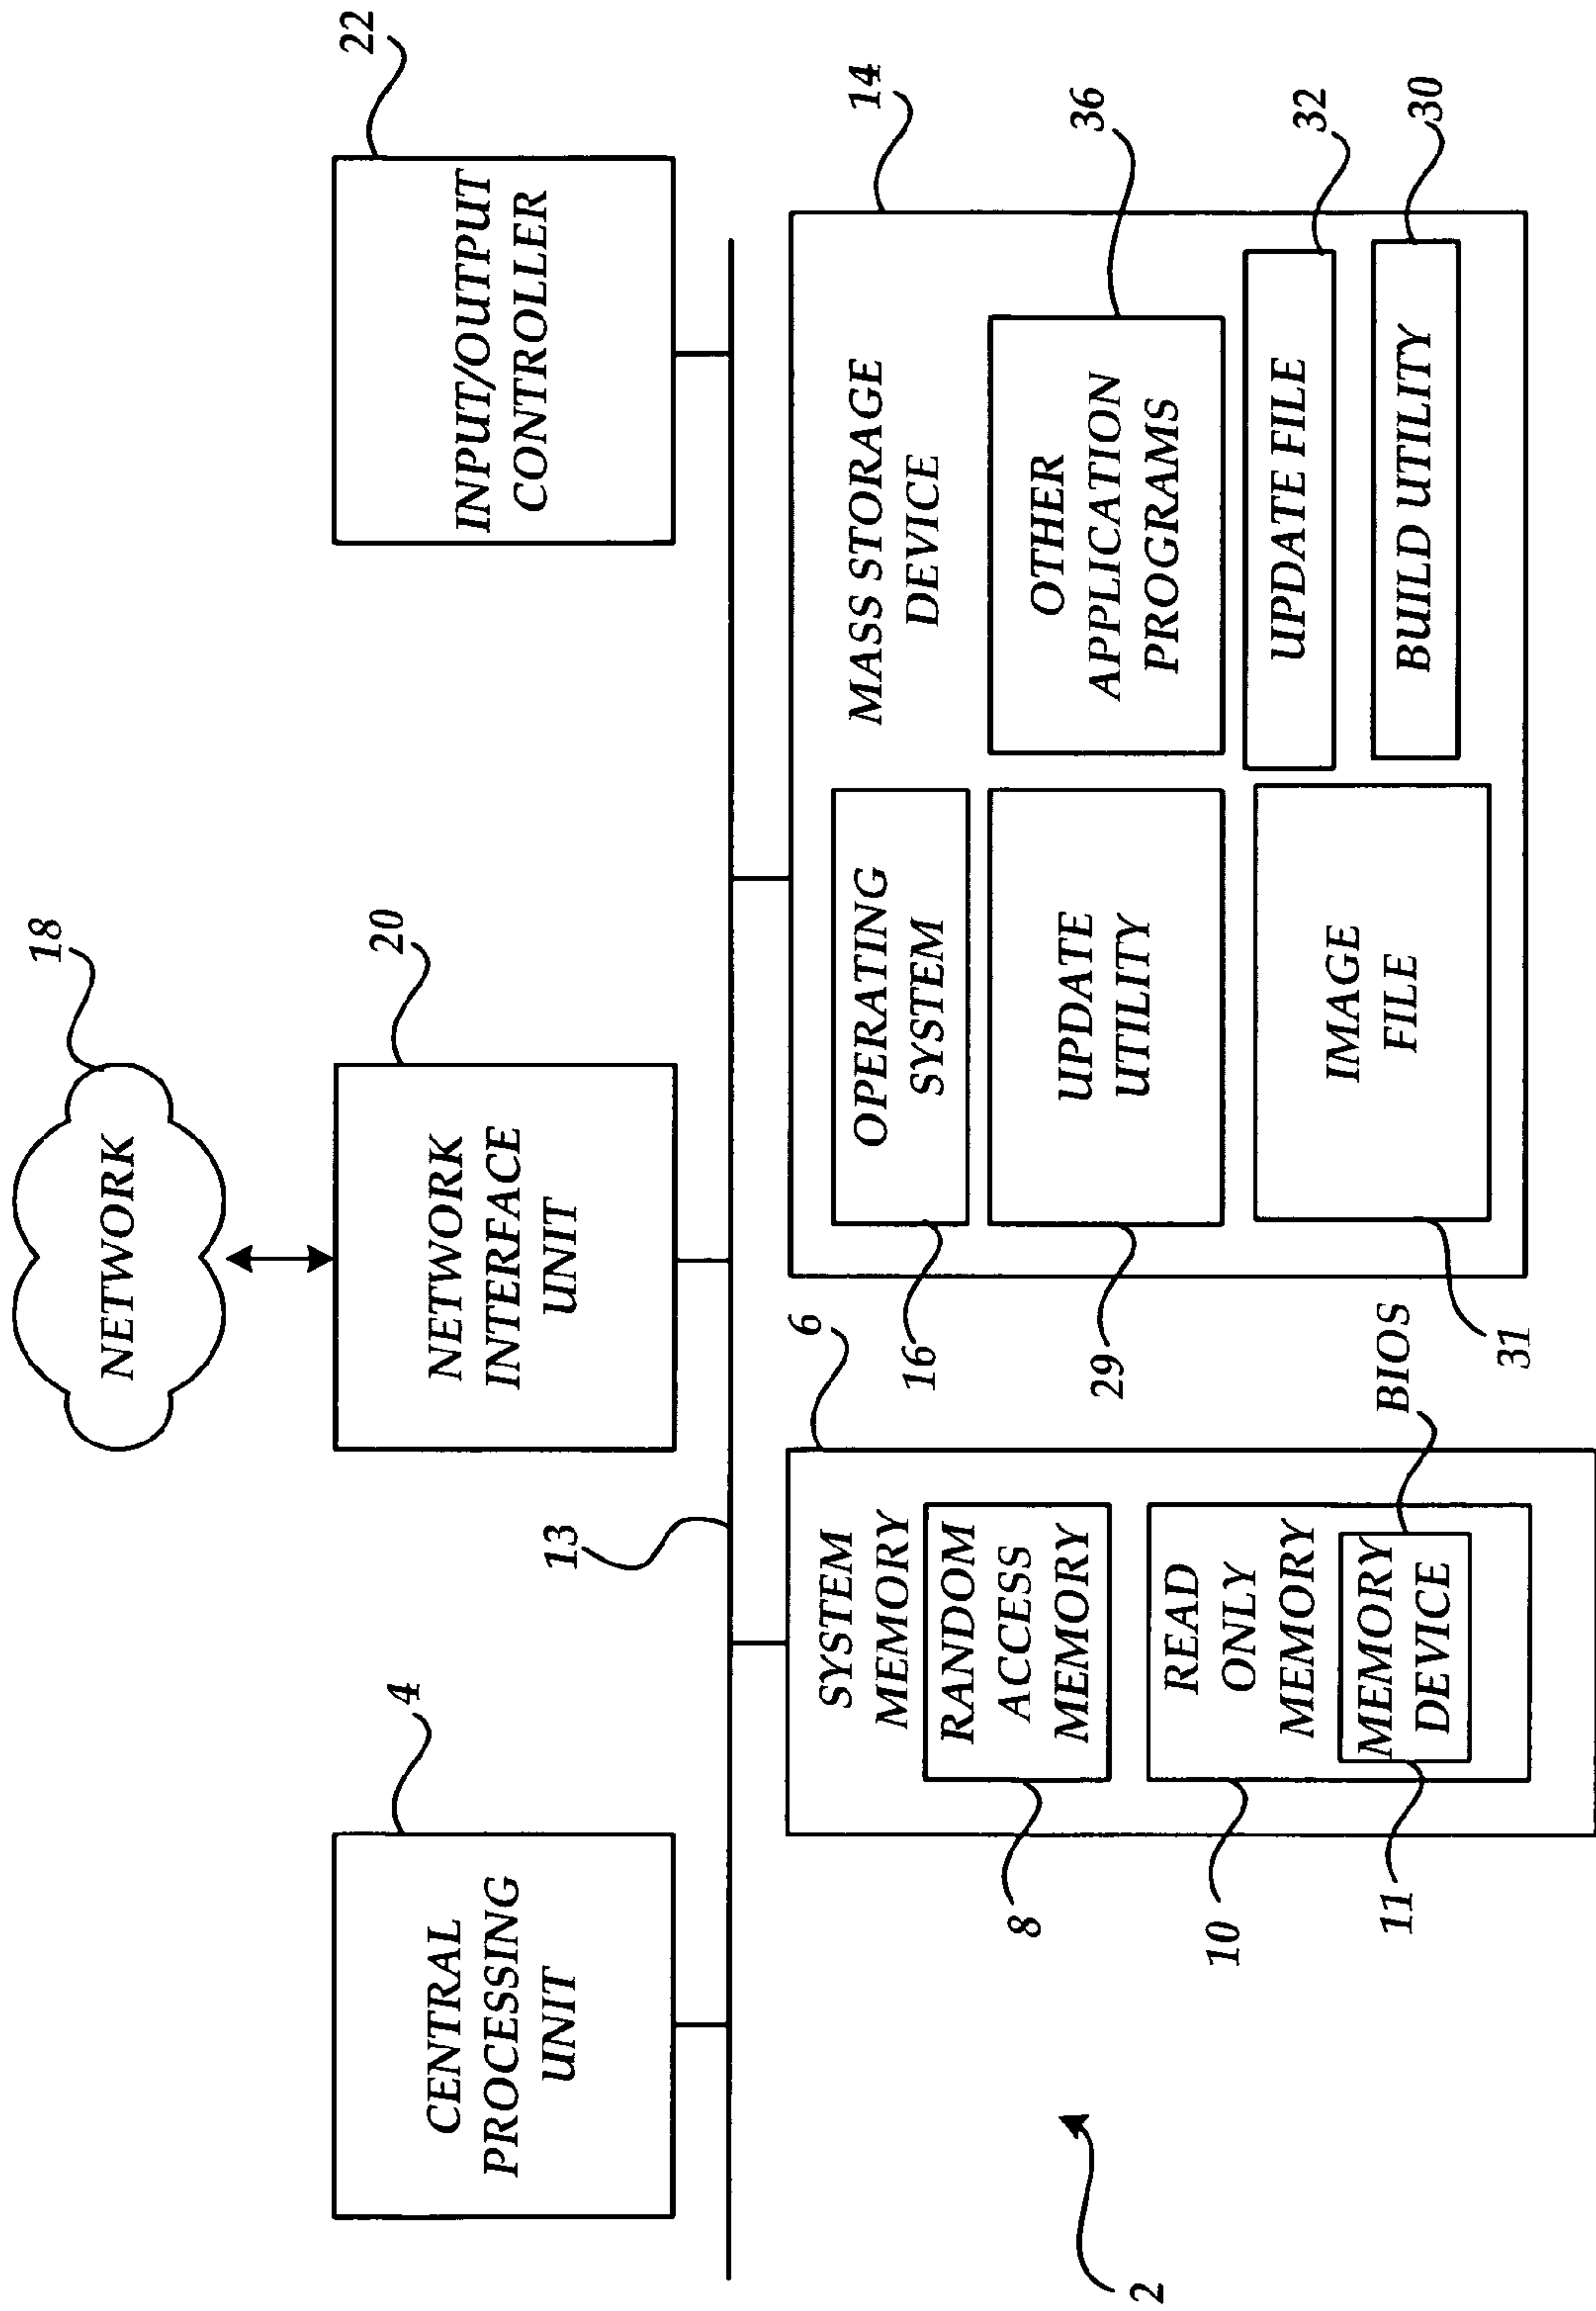 18
NETWORK
22
4
20
CENTRAL
PROCESSING
UNIT
NETWORK
INTERFACE
UNIT
INPUT/OUTPUT
CONTROLLER
13
6
14
SYSTEM
MEMORY
RANDOM
ACCESS
MEMORY
8
READ
ONLY
MEMORY
10
MEMORY
DEVICE
11
BIOS
MASS STORAGE
DEVICE
OPERATING
SYSTEM
16
UPDATE
UTILITY
29
OTHER
APPLICATION
PROGRAMS
36
IMAGE
FILE
31
UPDATE FILE
32
BUILD UTILITY
30
2